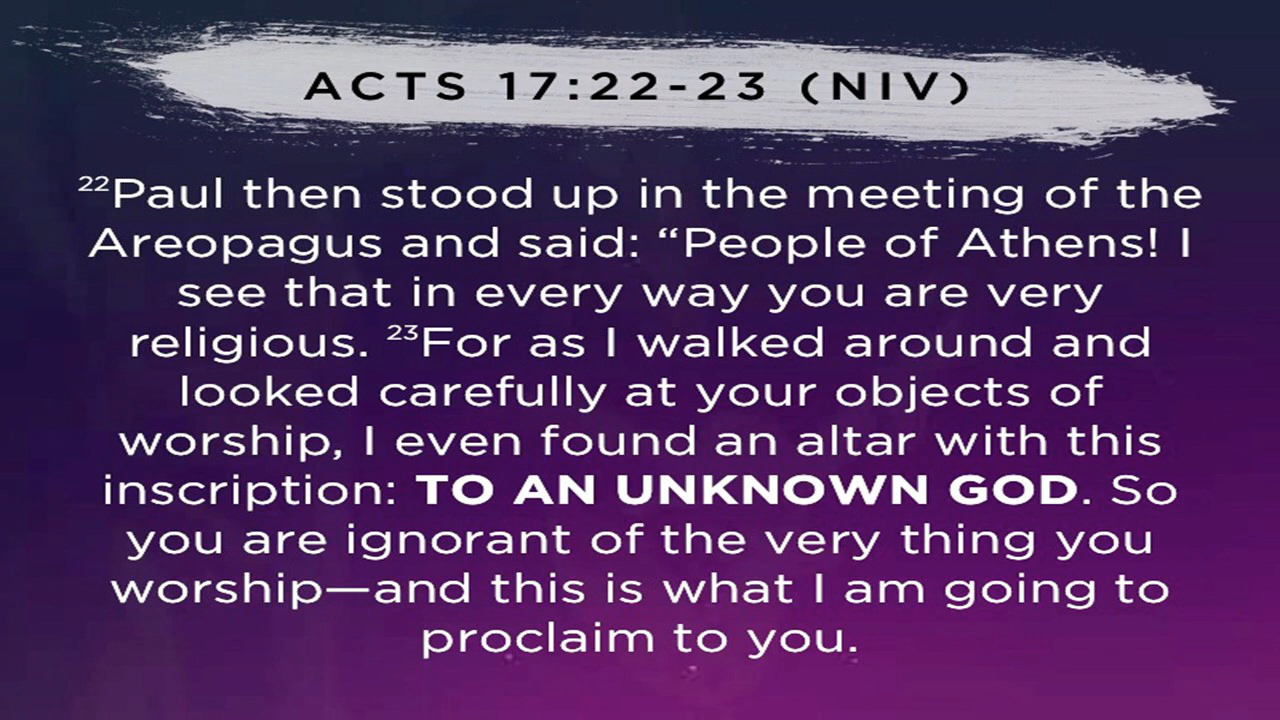 ACTS 17:22-23 (NIV)
²²Paul then stood up in the meeting of the
Areopagus and said: “People of Athens! I
see that in every way you are very
religious. ²³For as I walked around and
looked carefully at your objects of
worship, I even found an altar with this
inscription: TO AN UNKNOWN GOD. So
you are ignorant of the very thing you
worship—and this is what I am going to
proclaim to you.